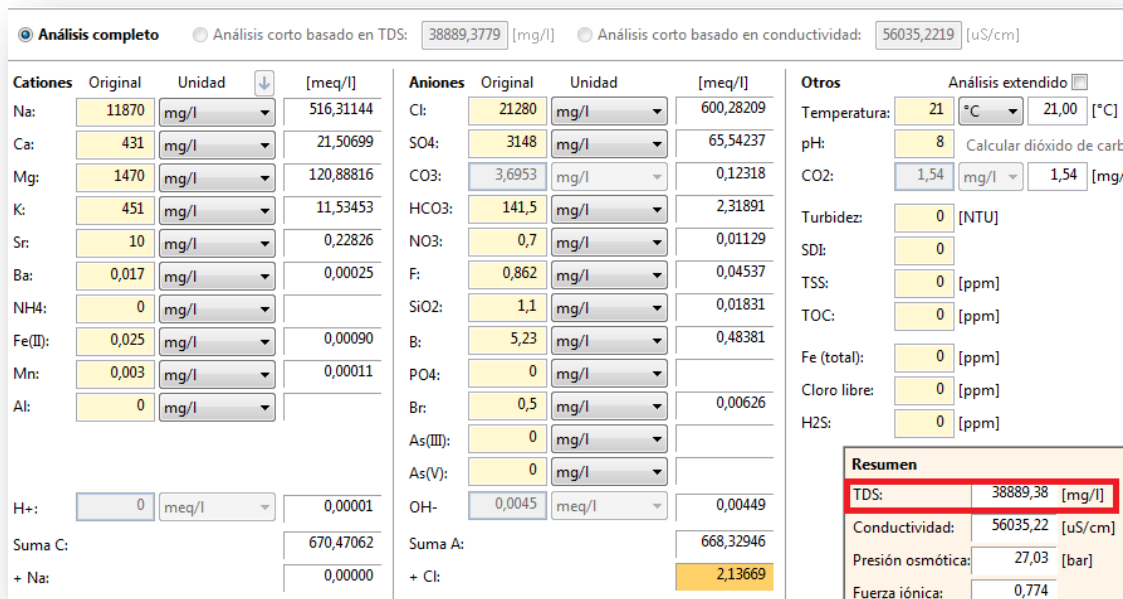 Análisis completo Análisis corto basado en TDS: 38889,3779 [mg/l] Análisis corto basado en conductividad: 56035,2219 [uS/cm]
Cationes Original Unidad [meq/l]
Na: 11870 mg/l 516,31144
Ca: 431 mg/l 21,50699
Mg: 1470 mg/l 120,88816
K: 451 mg/l 11,53453
Sr: 10 mg/l 0,22826
Ba: 0,017 mg/l 0,00025
NH4: 0 mg/l
Fe(II): 0,025 mg/l 0,00090
Mn: 0,003 mg/l 0,00011
Al: 0 mg/l
H+: 0 meq/l 0,00001
Suma C: 670,47062
+ Na: 0,00000
Aniones Original Unidad [meq/l]
Cl: 21280 mg/l 600,28209
SO4: 3148 mg/l 65,54237
CO3: 3,6953 mg/l 0,12318
HCO3: 141,5 mg/l 2,31891
NO3: 0,7 mg/l 0,01129
F: 0,862 mg/l 0,04537
SiO2: 1,1 mg/l 0,01831
B: 5,23 mg/l 0,48381
PO4: 0 mg/l
Br: 0,5 mg/l 0,00626
As(III): 0 mg/l
As(V): 0 mg/l
OH- 0,0045 meq/l 0,00449
Suma A: 668,32946
+ Cl: 2,13669
Otros Análisis extendido
Temperatura: 21 °C 21,00 [°C]
pH: 8 Calcular dióxido de carb
CO2: 1,54 mg/l 1,54 [mg/
Turbidez: 0 [NTU]
SDI: 0
TSS: 0 [ppm]
TOC: 0 [ppm]
Fe (total): 0 [ppm]
Cloro libre: 0 [ppm]
H2S: 0 [ppm]
Resumen
TDS: 38889,38 [mg/l]
Conductividad: 56035,22 [uS/cm]
Presión osmótica: 27,03 [bar]
Fuerza iónica: 0,774